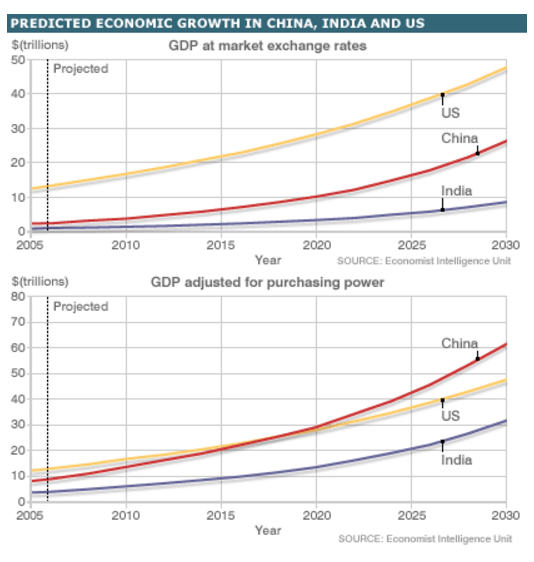 PREDICTED ECONOMIC GROWTH IN CHINA, INDIA AND US
$(trillions) GDP at market exchange rates
50
Projected
40
US
30
China
20
India
10
0
2005 2010 2015 2020 2025 2030
Year SOURCE: Economist Intelligence Unit
$(trillions) GDP adjusted for purchasing power
80
Projected
70
60
China
50
40
US
30
20
India
10
0
2005 2010 2015 2020 2025 2030
Year
SOURCE: Economist Intelligence Unit